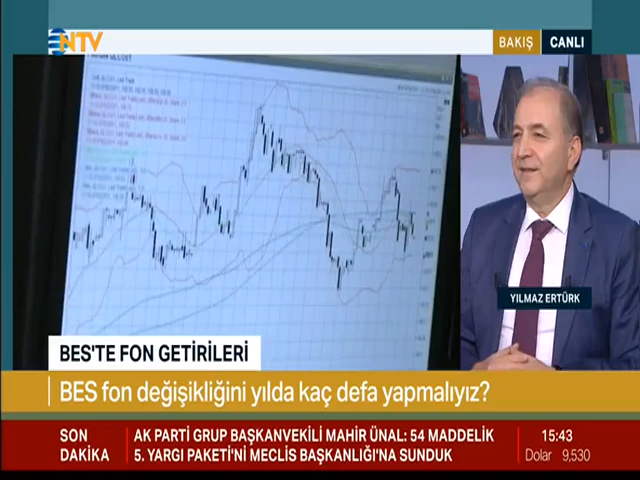 NTV
BAKIŞ CANLI
YILMAZ ERTÜRK
BES'TE FON GETİRİLERİ
BES fon değişikliğini yılda kaç defa yapmalıyız?
SON DAKİKA
AK PARTİ GRUP BAŞKANVEKİLİ MAHİR ÜNAL: 54 MADDELİK
5. YARGI PAKETİ'Nİ MECLİS BAŞKANLIĞI'NA SUNDUK
15:43
Dolar 9,530